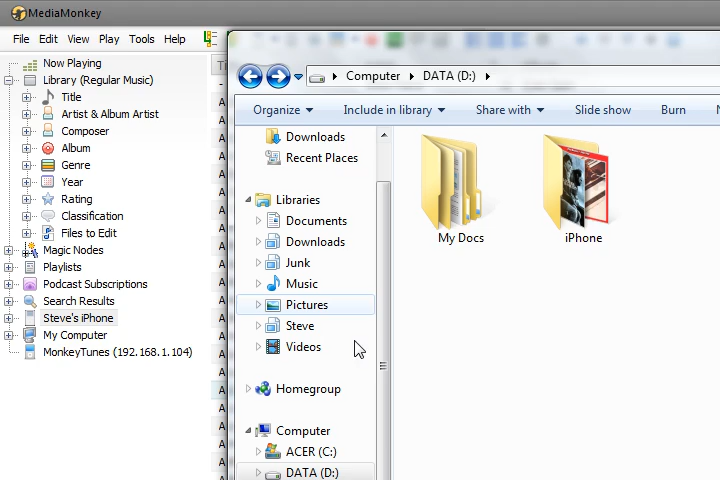 MediaMonkey
File Edit View Play Tools Help
Now Playing
Library (Regular Music)
Title
Artist & Album Artist
Composer
Album
Genre
Year
Rating
Classification
Files to Edit
Magic Nodes
Playlists
Podcast Subscriptions
Search Results
Steve's iPhone
My Computer
MonkeyTunes (192.168.1.104)
Computer DATA (D:)
Organize Include in library Share with Slide show Burn
Downloads
Recent Places
Libraries
Documents
Downloads
Junk
Music
Pictures
Steve
Videos
Homegroup
Computer
ACER (C:)
DATA (D:)
My Docs
iPhone